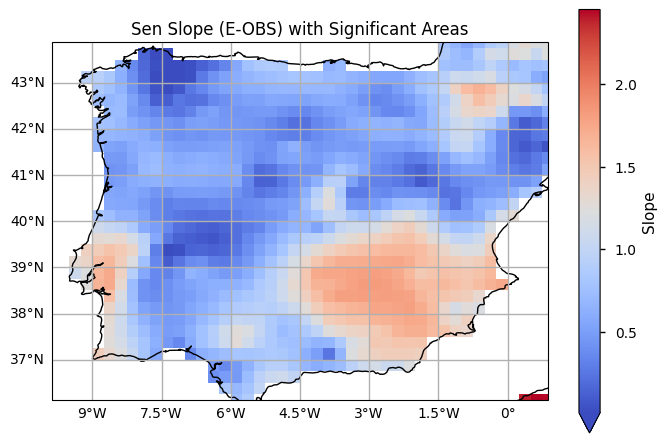 Sen Slope (E-OBS) with Significant Areas
43°N
42°N
41°N
40°N
39°N
38°N
37°N
9°W 7.5°W 6°W 4.5°W 3°W 1.5°W 0°
2.0
1.5
1.0
0.5
Slope